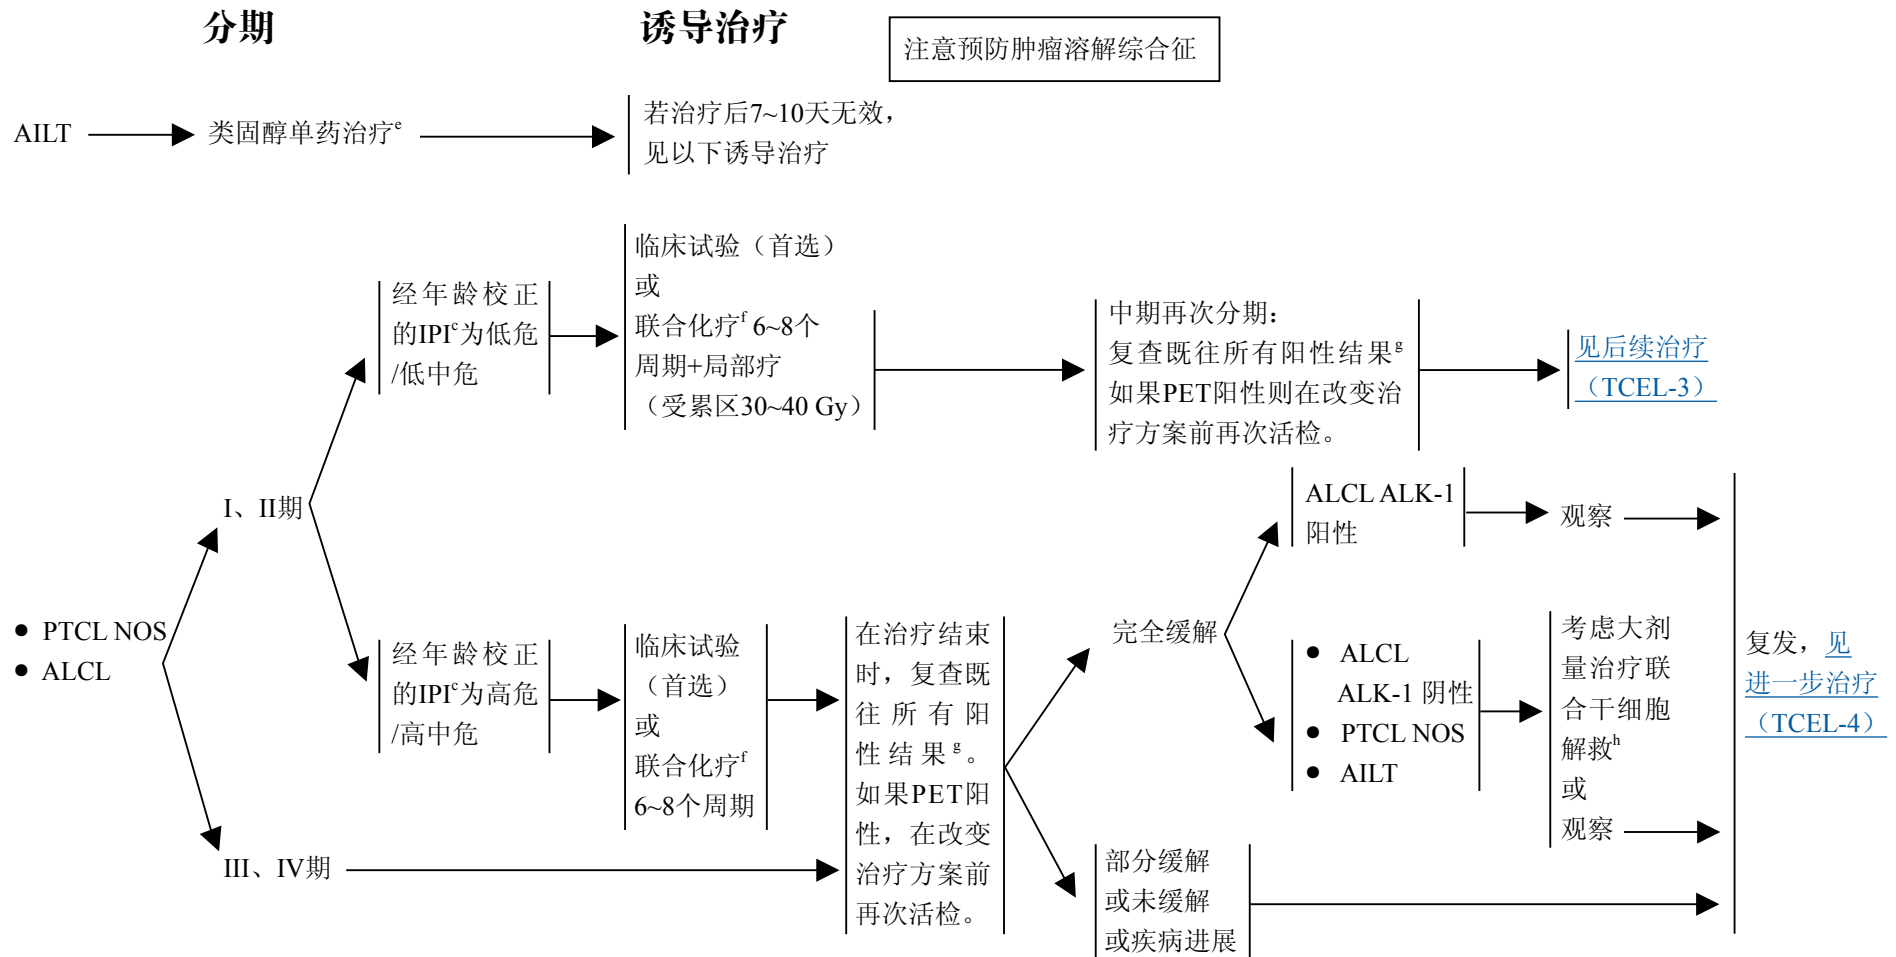 分期
诱导治疗
注意预防肿瘤溶解综合征
AILT
类固醇单药治疗e
若治疗后7~10天无效，
见以下诱导治疗
● PTCL NOS
● ALCL
I、II期
经年龄校正
的IPIc为低危
/低中危
临床试验（首选）
或
联合化疗f 6~8个
周期+局部疗
（受累区30~40 Gy）
中期再次分期：
复查既往所有阳性结果g
如果PET阳性则在改变治
疗方案前再次活检。
见后续治疗
（TCEL-3）
经年龄校正
的IPIc为高危
/高中危
临床试验
（首选）
或
联合化疗f
6~8个周期
III、IV期
在治疗结束
时，复查既
往所有阳
性结果g。
如果PET阳
性，在改变
治疗方案前
再次活检。
完全缓解
ALCL ALK-1
阳性
观察
● ALCL
ALK-1 阴性
● PTCL NOS
● AILT
考虑大剂
量治疗联
合干细胞
解救h
或
观察
部分缓解
或未缓解
或疾病进展
复发，见
进一步治疗
（TCEL-4）